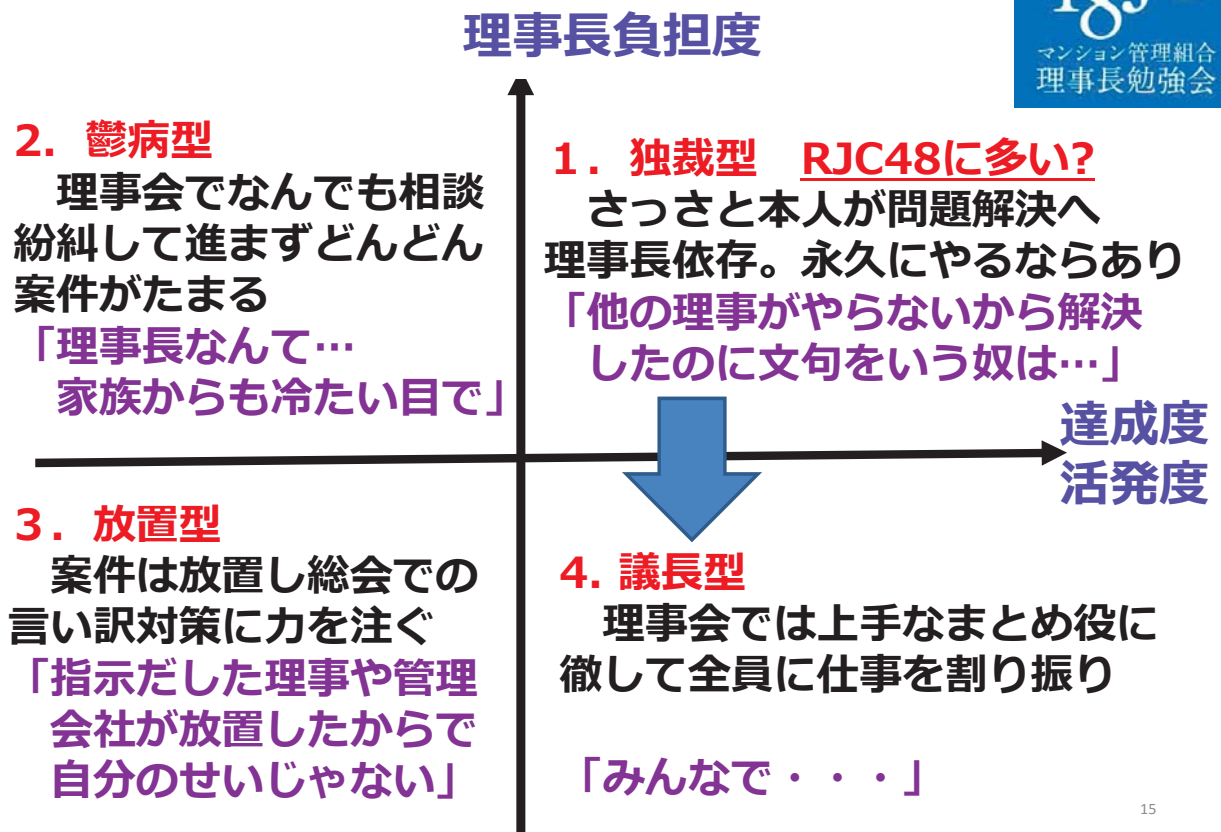 理事長負担度
マンション管理組合
理事長勉強会
2. 鬱病型
理事会でなんでも相談
紛糾して進まずどんどん
案件がたまる
「理事長なんて…
家族からも冷たい目で」
1. 独裁型 RJC48に多い?
さっさと本人が問題解決へ
理事長依存。永久にやるならあり
「他の理事がやらないから解決
したのに文句をいう奴は…」
達成度
活発度
3. 放置型
案件は放置し総会での
言い訳対策に力を注ぐ
「指示だした理事や管理
会社が放置したからで
自分のせいじゃない」
4. 議長型
理事会では上手なまとめ役に
徹して全員に仕事を割り振り
「みんなで・・・」
15